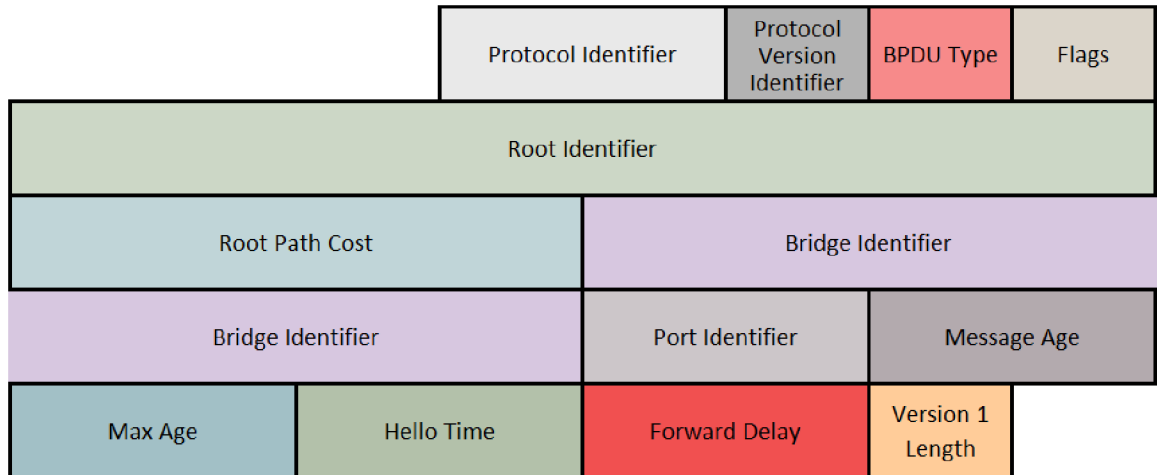 Protocol Identifier
Protocol
Version
Identifier
BPDU Type
Flags
Root Identifier
Root Path Cost
Bridge Identifier
Bridge Identifier
Port Identifier
Message Age
Max Age
Hello Time
Forward Delay
Version 1
Length